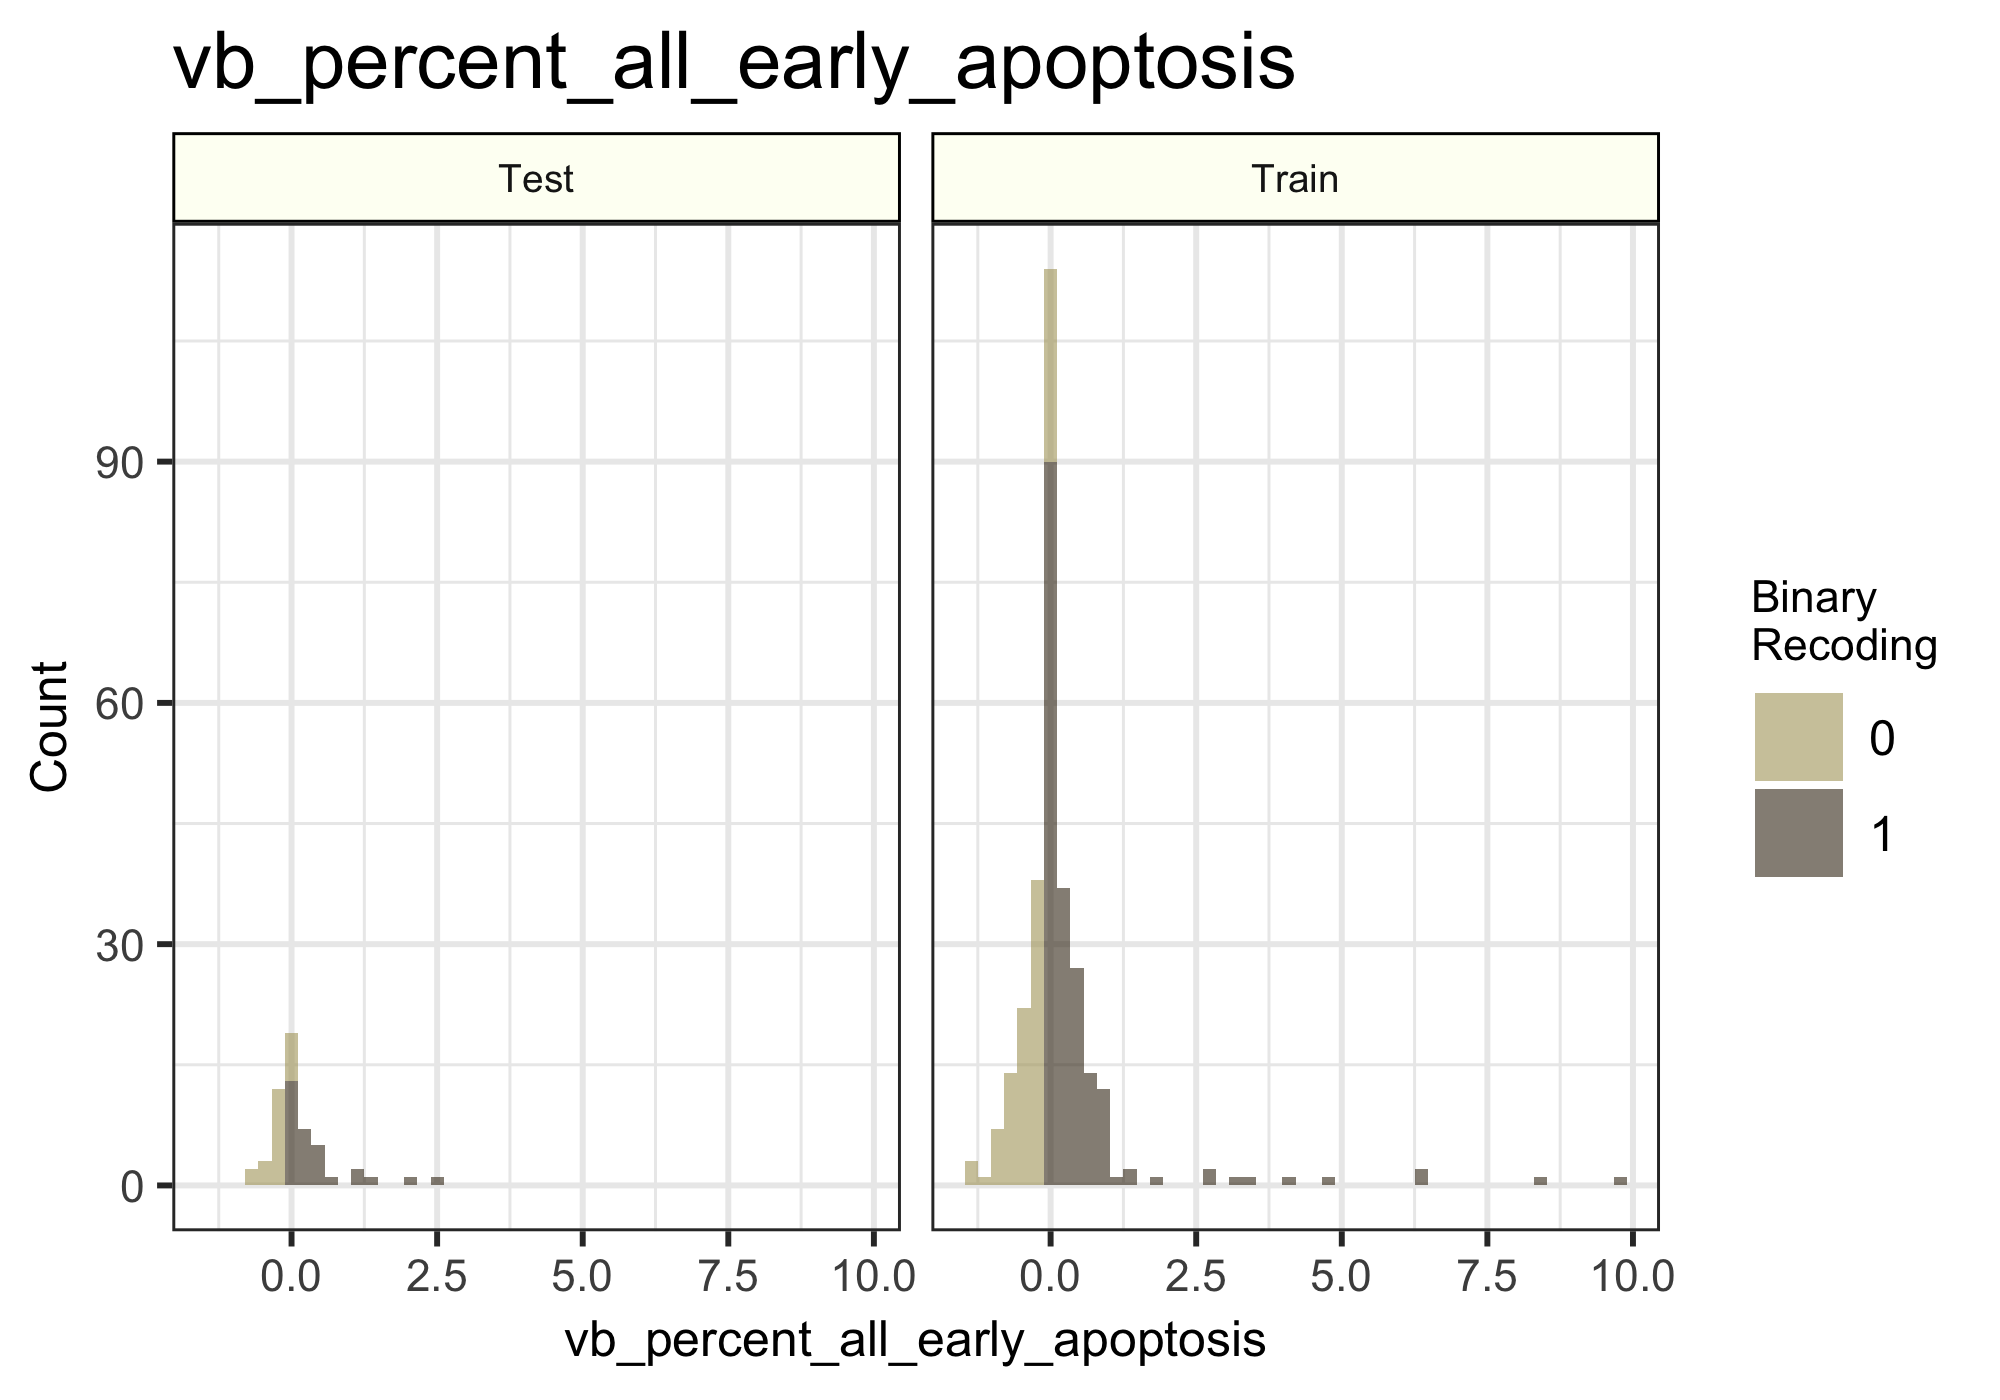 vb_percent_all_early_apoptosis
Test
Train
90
60
30
0
Count
0.0
2.5
5.0
7.5
10.0
0.0
2.5
5.0
7.5
10.0
vb_percent_all_early_apoptosis
Binary
Recoding
0
1